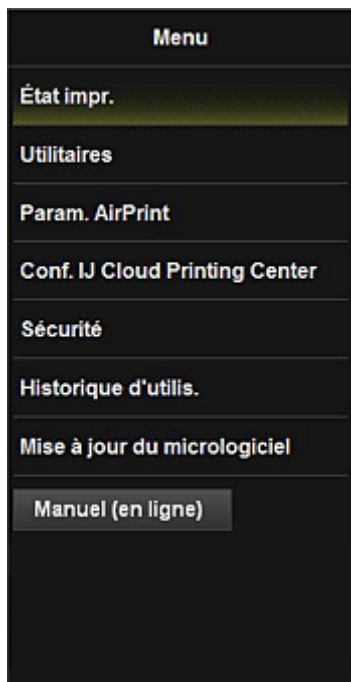 Menu
État impr.
Utilitaires
Param. AirPrint
Conf. IJ Cloud Printing Center
Sécurité
Historique d'utilis.
Mise à jour du micrologiciel
Manuel (en ligne)